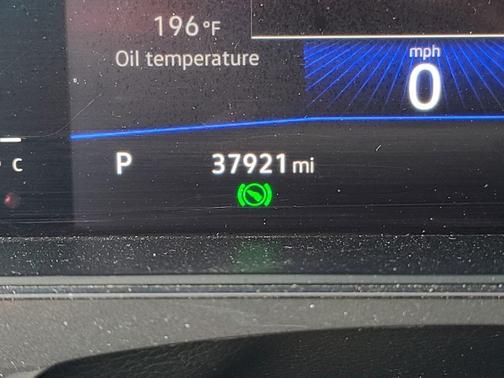 196°F
Oil temperature
mph
0
C
P
37921 mi